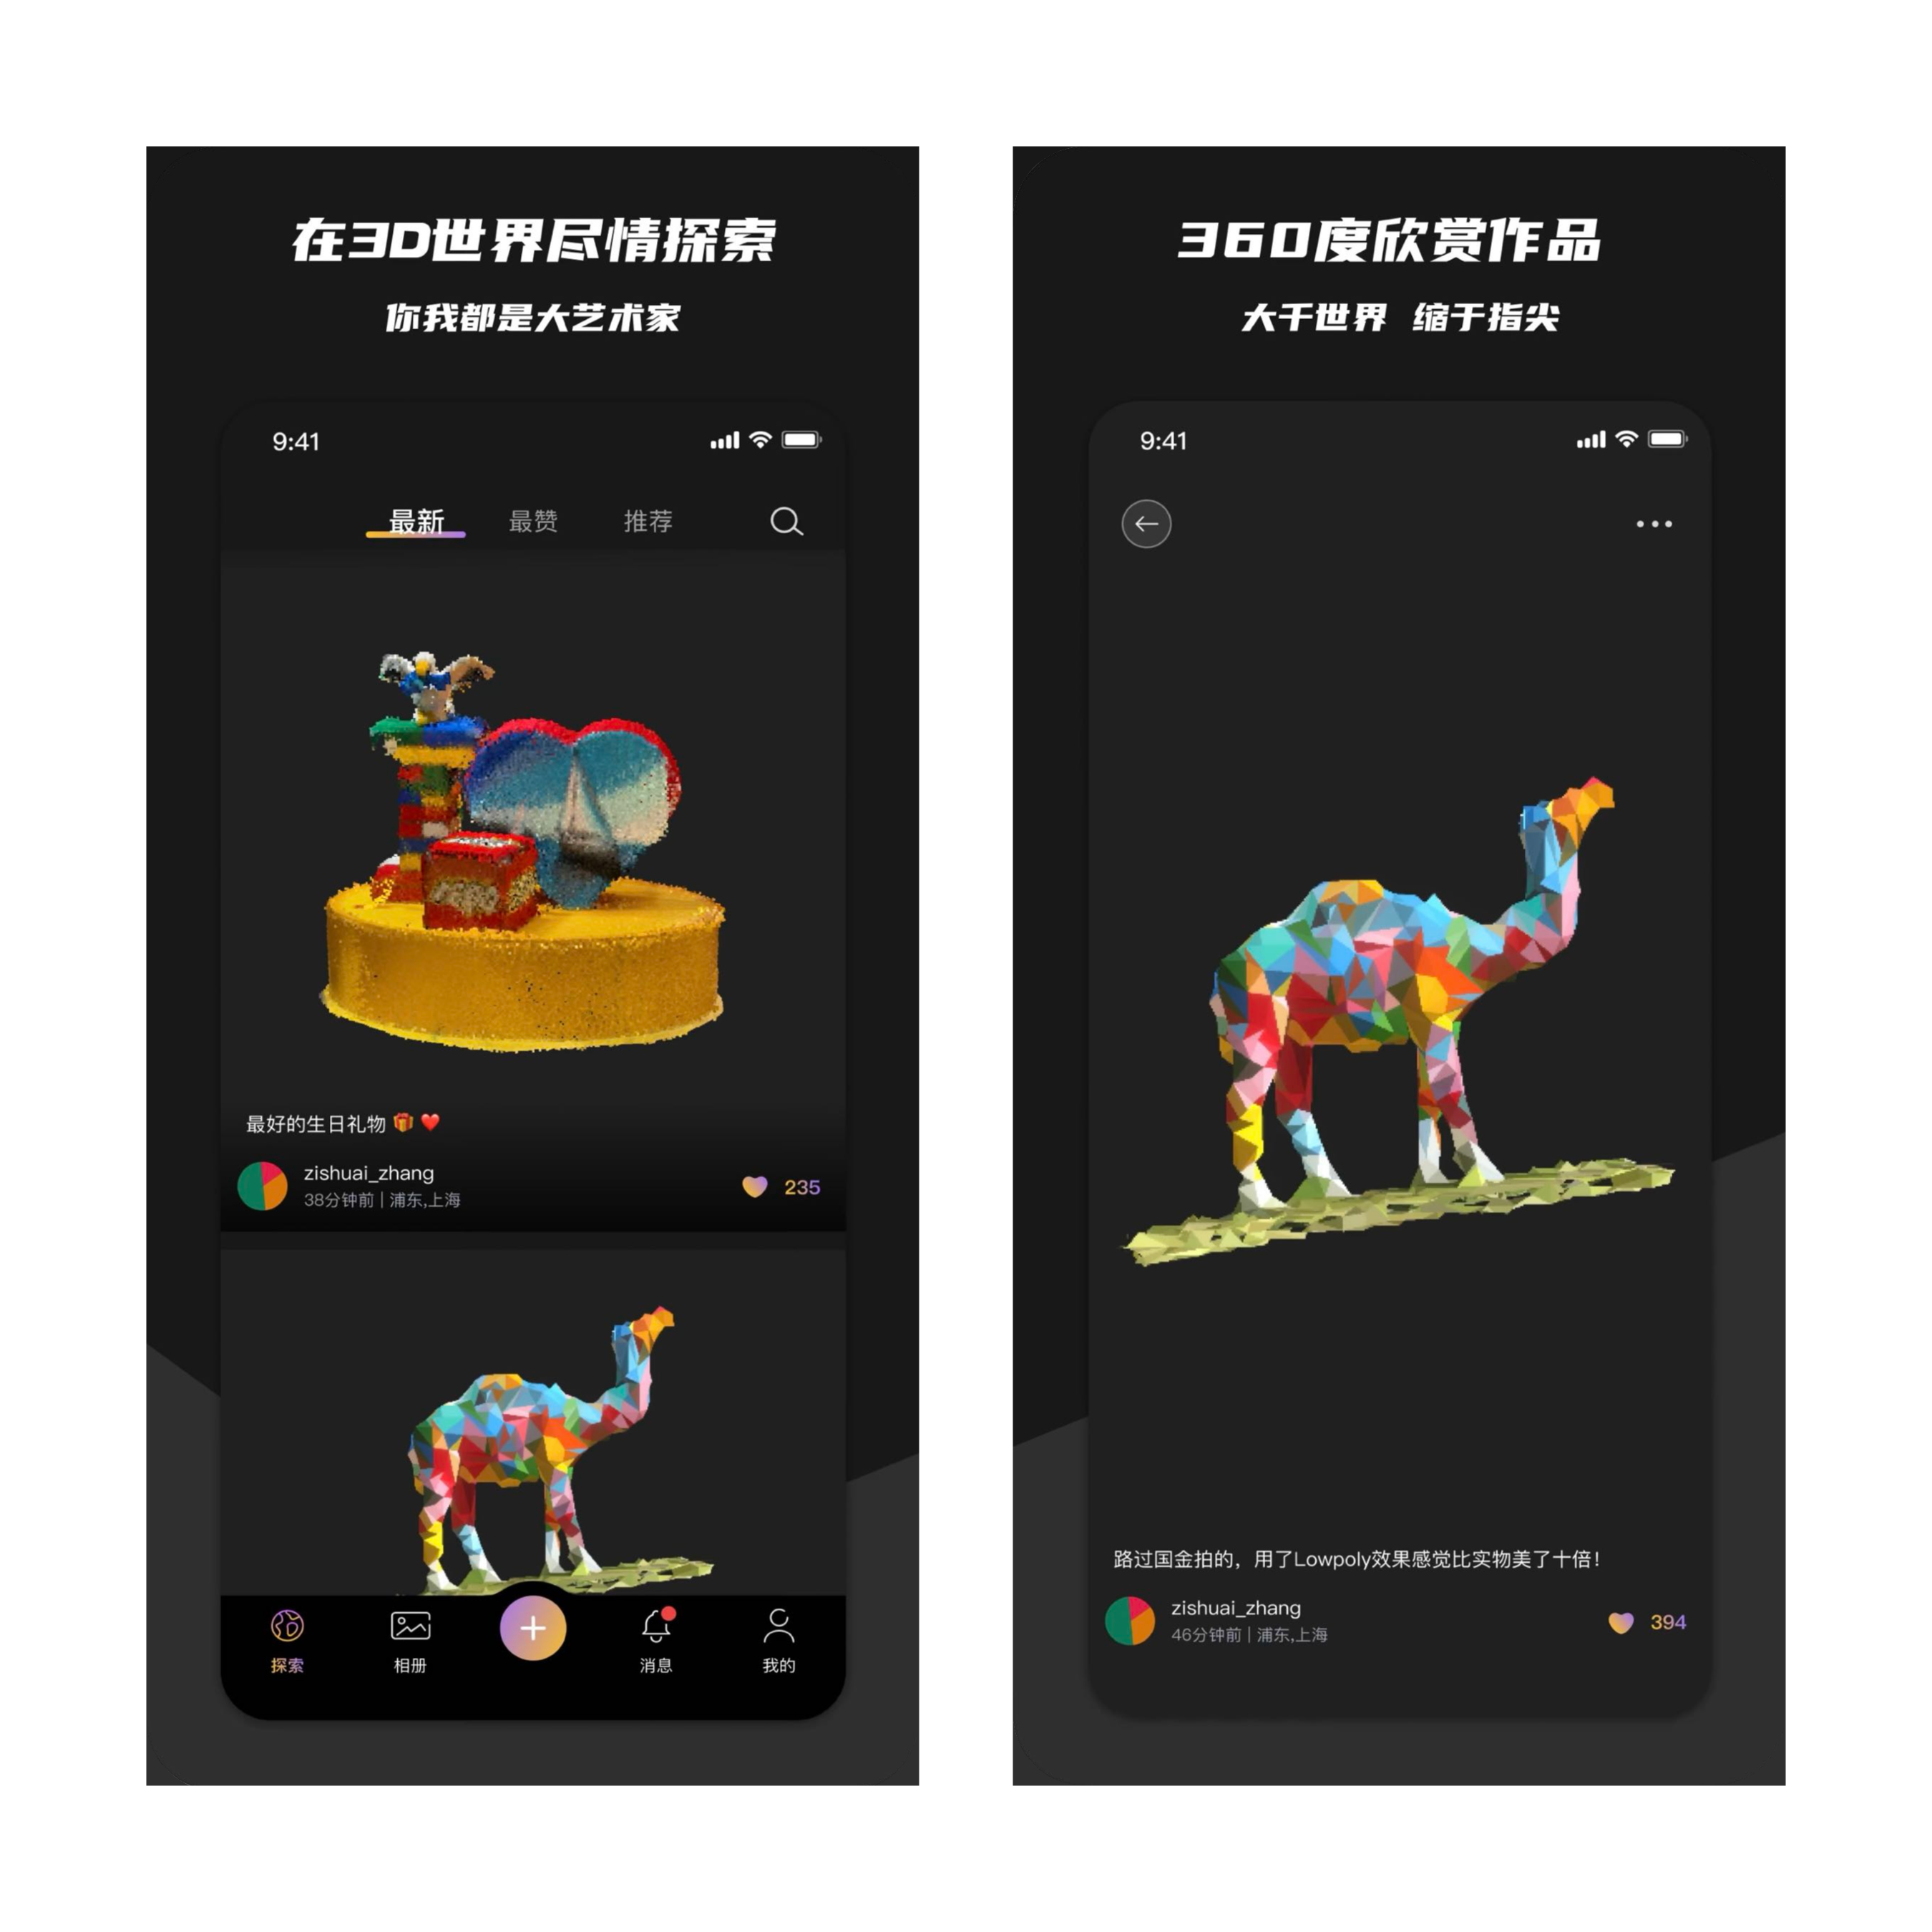 在3D世界尽情探索
你我都是大艺术家
9:41
最新 最赞 推荐
最好的生日礼物 🎁 ❤️
zishuai_zhang
38分钟前 | 浦东,上海
235
探索 相册 消息 我的
360度欣赏作品
大千世界 缩于指尖
9:41
路过国金拍的，用了Lowpoly效果感觉比实物美了十倍！
zishuai_zhang
46分钟前 | 浦东,上海
394